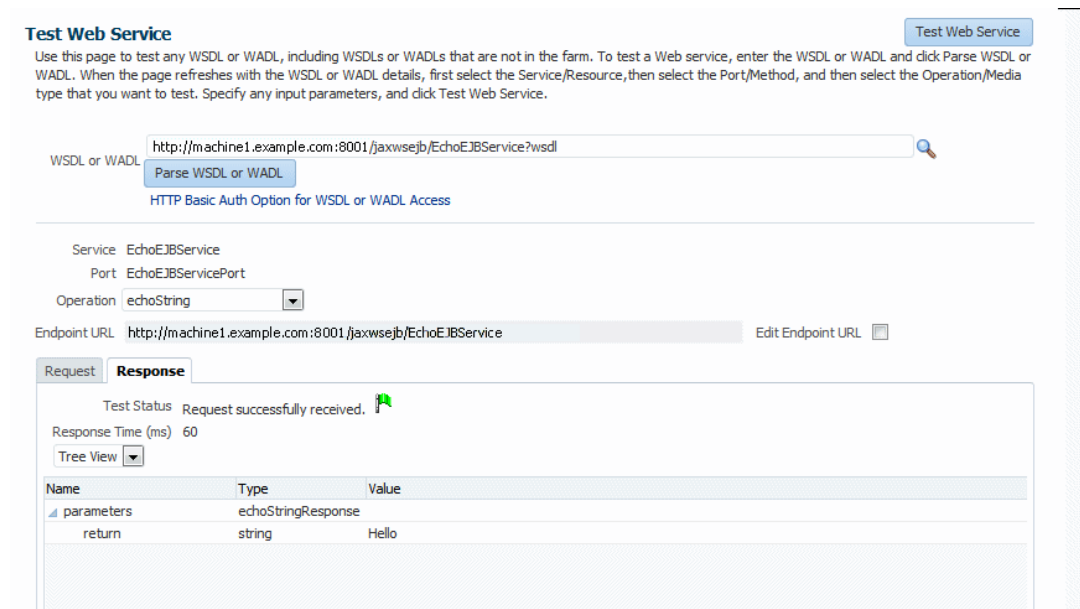 Test Web Service
Test Web Service
Use this page to test any WSDL or WADL, including WSDLs or WADLs that are not in the farm. To test a Web service, enter the WSDL or WADL and click Parse WSDL or
WADL. When the page refreshes with the WSDL or WADL details, first select the Service/Resource,then select the Port/Method, and then select the Operation/Media
type that you want to test. Specify any input parameters, and click Test Web Service.
WSDL or WADL http://machine1.example.com:8001/jaxwsejb/EchoEJBService?wsdl
Parse WSDL or WADL
HTTP Basic Auth Option for WSDL or WADL Access
Service EchoEJBService
Port EchoEJBServicePort
Operation echoString
Endpoint URL http://machine1.example.com:8001/jaxwsejb/EchoEJBService Edit Endpoint URL
Request Response
Test Status Request successfully received.
Response Time (ms) 60
Tree View
Name Type Value
parameters echoStringResponse
return string Hello